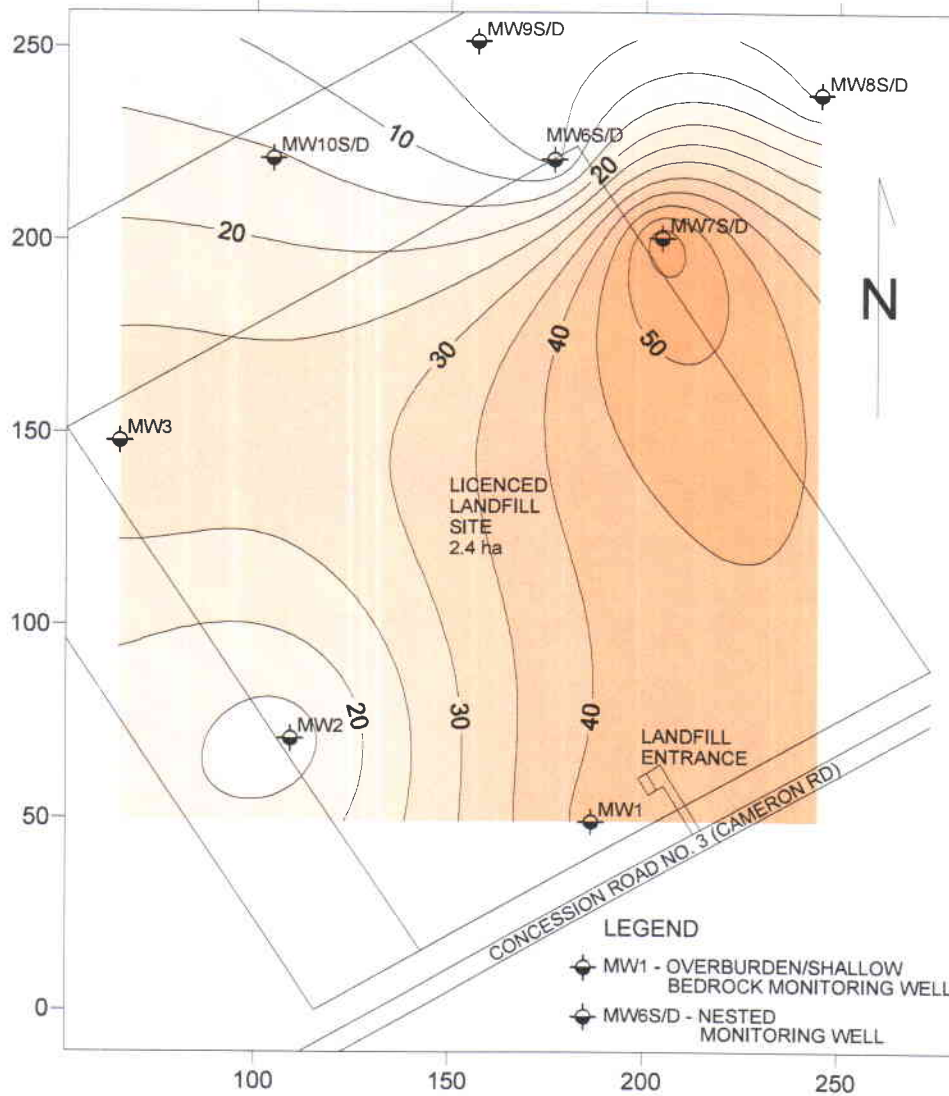 250
200
150
100
50
0
100
150
200
250
MW9S/D
MW8S/D
MW10S/D
10
MW6S/D
20
20
MW7S/D
N
30
40
50
MW3
LICENCED
LANDFILL
SITE
2.4 ha
MW2
20
30
40
LANDFILL
ENTRANCE
MW1
CONCESSION ROAD NO. 3 (CAMERON RD)
LEGEND
MW1 - OVERBURDEN/SHALLOW
BEDROCK MONITORING WELL
MW6S/D - NESTED
MONITORING WELL